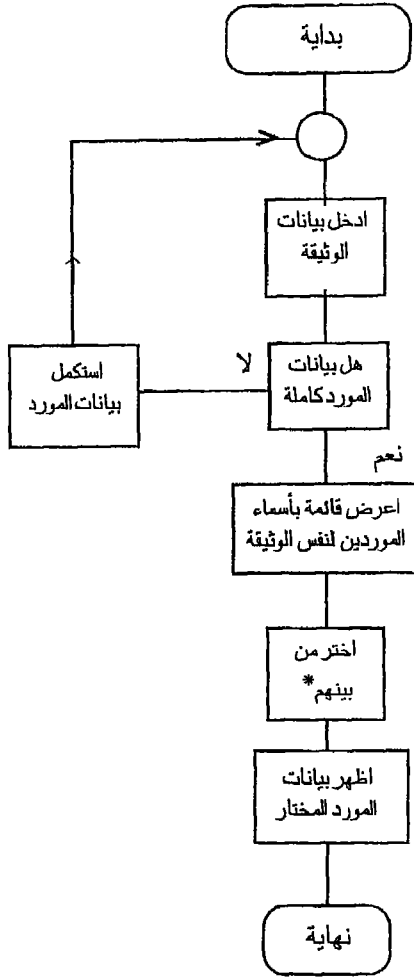 بداية
ادخل بيانات
الوثيقة
هل بيانات
المورد كاملة
لا
استكمل
بيانات المورد
نعم
اعرض قائمة بأسماء
الموردين لنفس الوثيقة
اختر من
بينهم*
اظهر بيانات
المورد المختار
نهاية